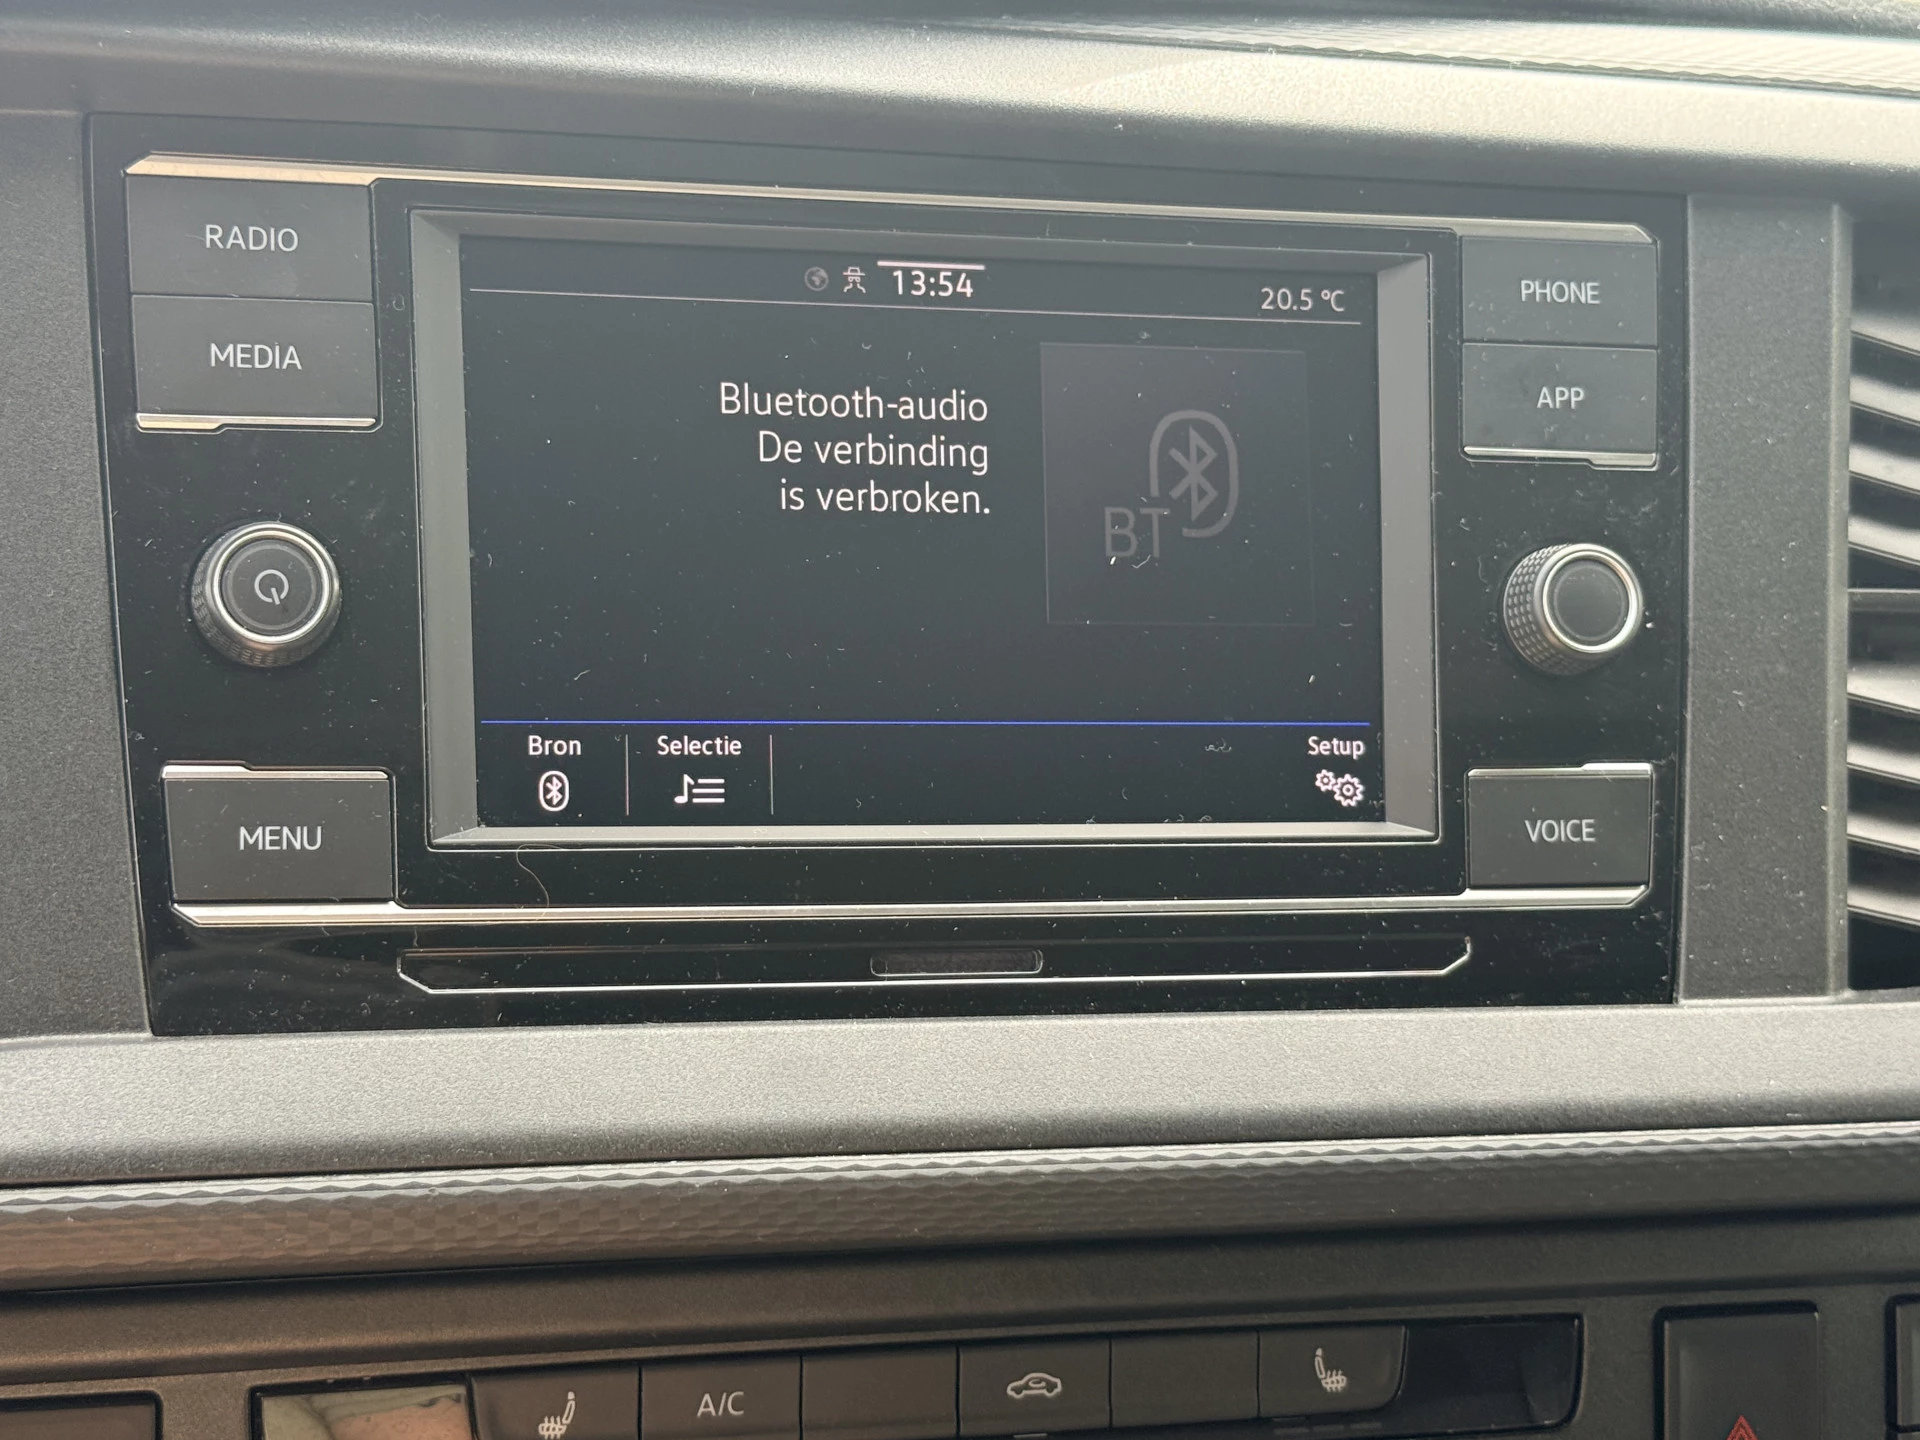 RADIO
MEDIA
MENU
13:54
20.5 °C
Bluetooth-audio
De verbinding
is verbroken.
BT
Bron
Selectie
Setup
PHONE
APP
VOICE
A/C